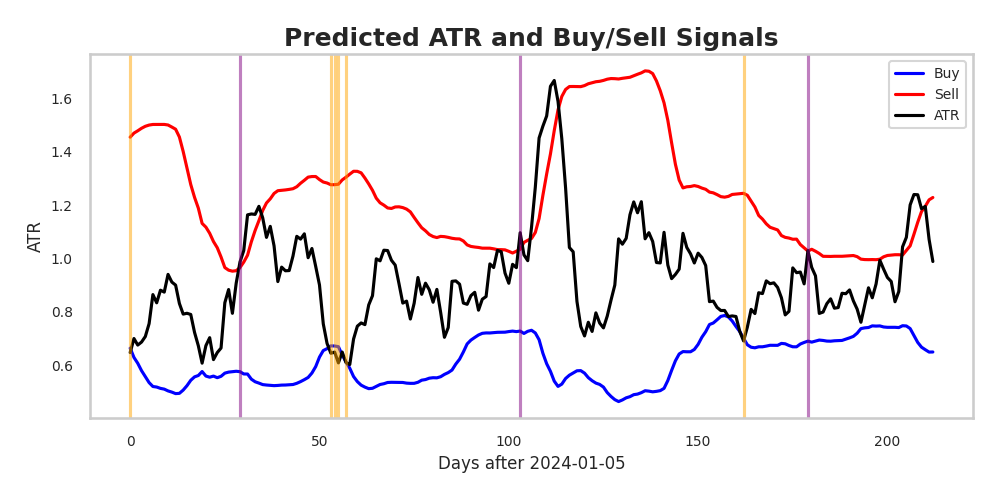 Predicted ATR and Buy/Sell Signals
Buy
Sell
ATR
1.6
1.4
1.2
1.0
0.8
0.6
ATR
0
50
100
150
200
Days after 2024-01-05